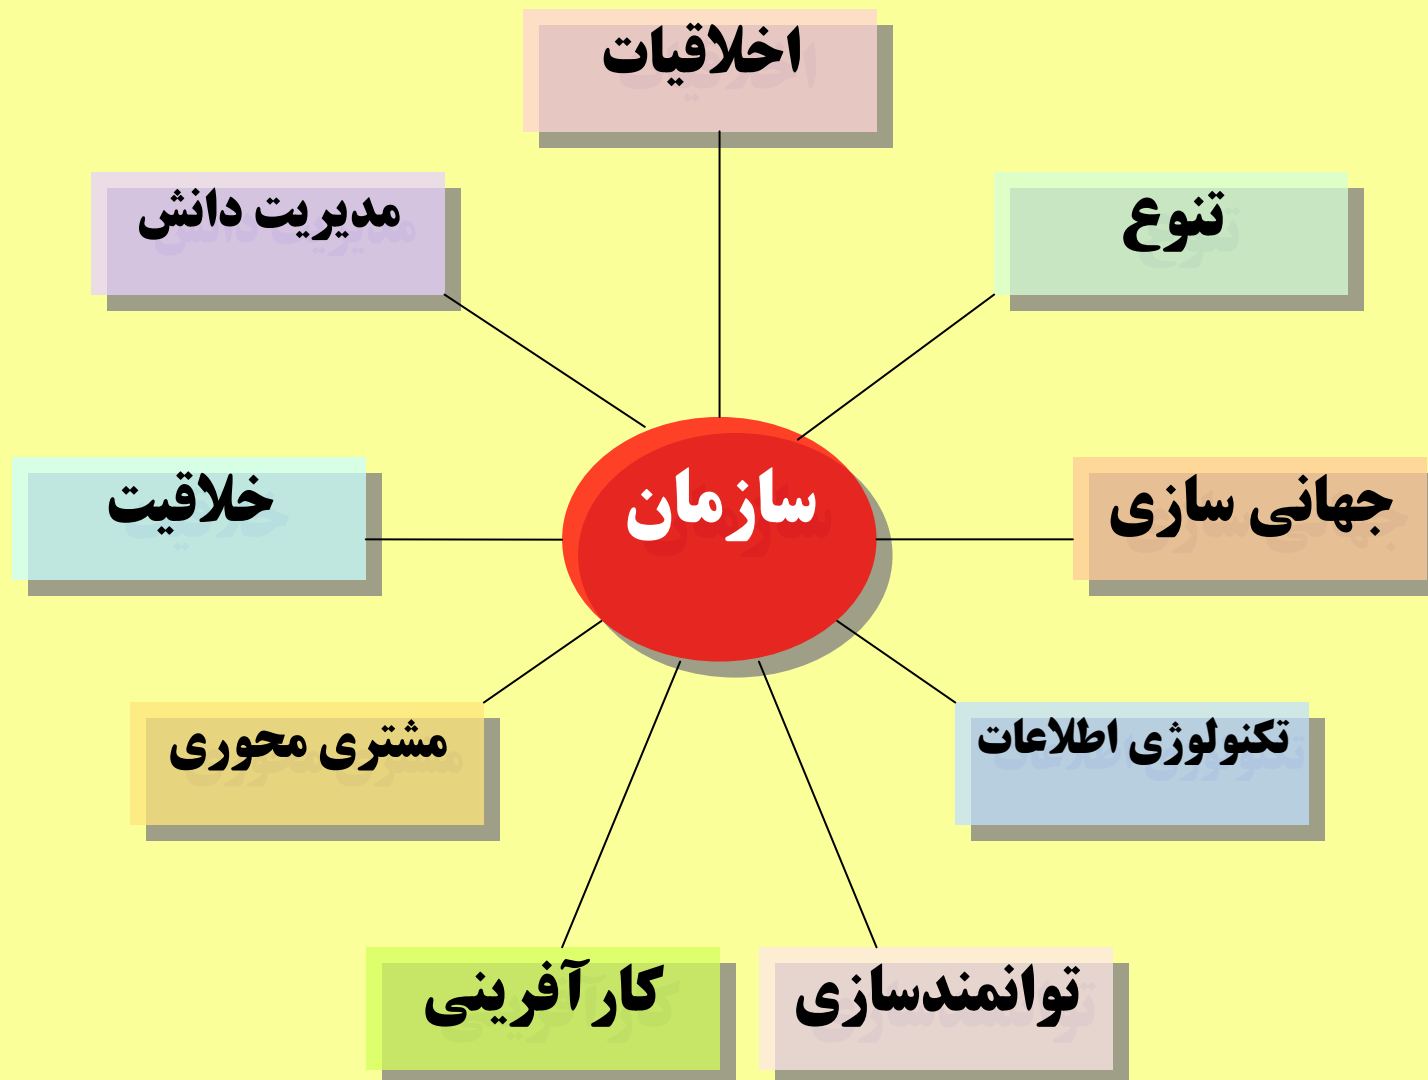 اخلاقیات
تنوع
مدیریت دانش
جهانی سازی
سازمان
خلاقیت
تکنولوژی اطلاعات
مشتری محوری
توانمندسازی
کارآفرینی